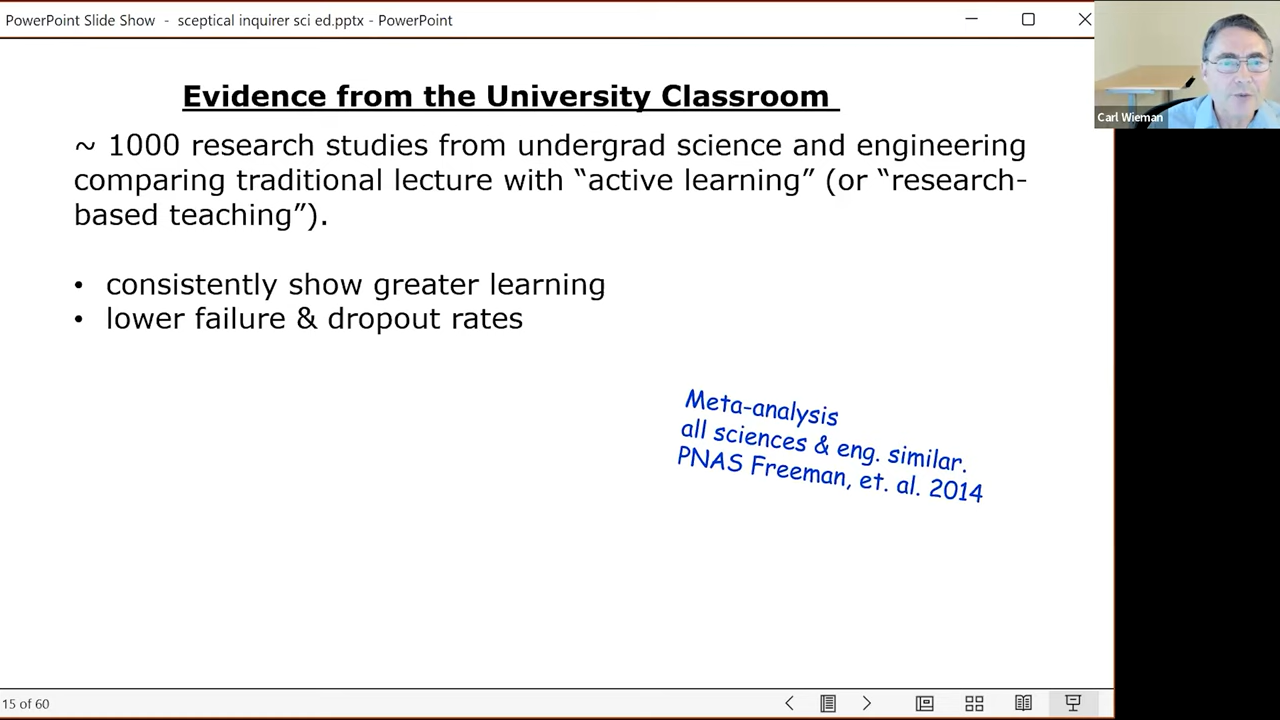 PowerPoint Slide Show - sceptical inquirer sci ed.pptx - PowerPoint
Carl Wieman
Evidence from the University Classroom
~ 1000 research studies from undergrad science and engineering
comparing traditional lecture with “active learning” (or “research-
based teaching”).
• consistently show greater learning
• lower failure & dropout rates
Meta-analysis
all sciences & eng. similar.
PNAS Freeman, et. al. 2014
15 of 60